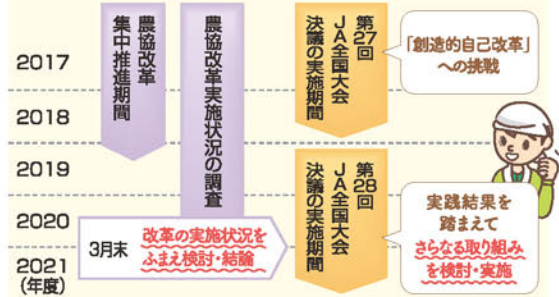 2017
2018
2019
2020
2021
(年度)
農協改革
集中推進期間
農協改革実施状況の調査
3月末
改革の実施状況を
ふまえ検討・結論
第27回
JA全国大会
決議の実施期間
「創造的自己改革」
への挑戦
第28回
JA全国大会
決議の実施期間
実践結果を
踏まえて
さらなる取り組み
を検討・実施